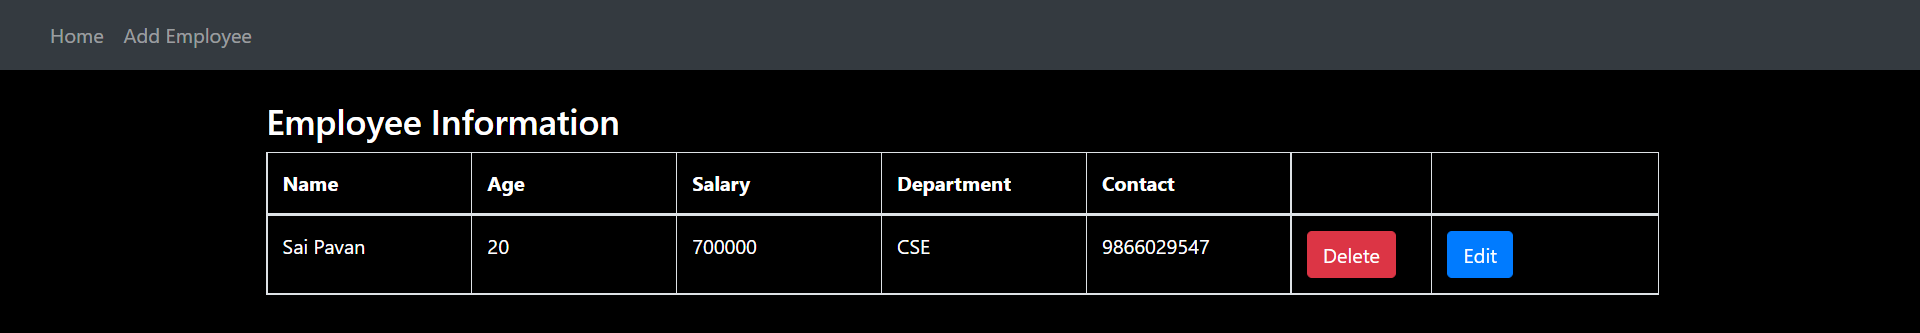 Home Add Employee
Employee Information
Name Age Salary Department Contact
Sai Pavan 20 700000 CSE 9866029547 Delete Edit